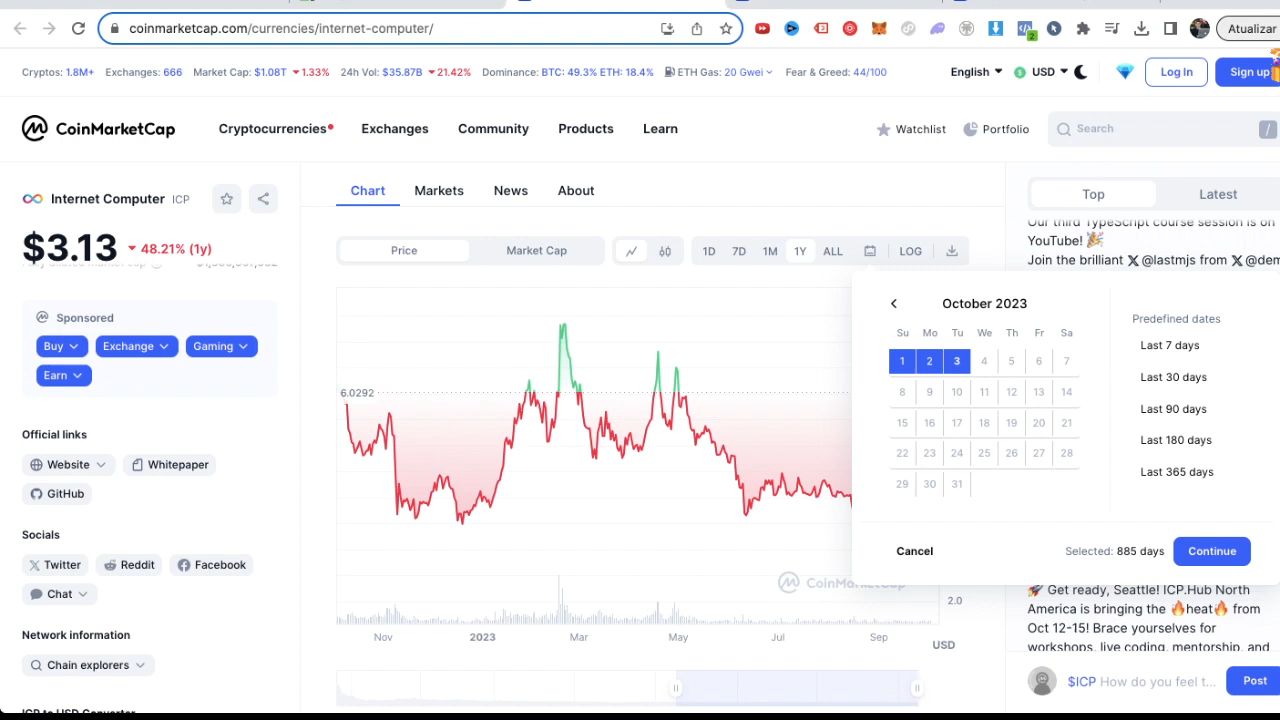 coinmarketcap.com/currencies/internet-computer/
2
Atualizar
Cryptos: 1.8M+ Exchanges: 666 Market Cap: $1.08T 1.33% 24h Vol: $35.87B 21.42% Dominance: BTC: 49.3% ETH: 18.4% ETH Gas: 20 Gwei Fear & Greed: 44/100
English USD Log In Sign up
CoinMarketCap Cryptocurrencies Exchanges Community Products Learn Watchlist Portfolio Search /
Internet Computer ICP
$3.13 48.21% (1y)
Sponsored
Buy Exchange Gaming
Earn
Official links
Website Whitepaper
GitHub
Socials
Twitter Reddit Facebook
Chat
Network information
Chain explorers
ICP to USD Converter
Chart Markets News About
Price Market Cap 1D 7D 1M 1Y ALL LOG
6.0292
CoinMarketCap
2.0
Nov 2023 Mar May Jul Sep
USD
October 2023
Su Mo Tu We Th Fr Sa
1 2 3 4 5 6 7
8 9 10 11 12 13 14
15 16 17 18 19 20 21
22 23 24 25 26 27 28
29 30 31
Predefined dates
Last 7 days
Last 30 days
Last 90 days
Last 180 days
Last 365 days
Cancel Selected: 885 days Continue
Top Latest
Our third TypeScript course session is on
YouTube!
Join the brilliant @lastmjs from @dem
Get ready, Seattle! ICP.Hub North
America is bringing the heat from
Oct 12-15! Brace yourselves for
workshops, live coding, mentorship, and
$ICP How do you feel t... Post